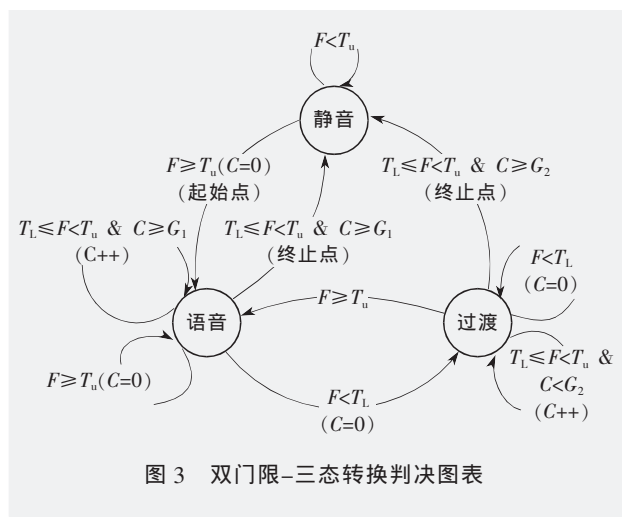 F<Tu
静音
F≥Tu(C=0)
(起始点)
TL≤F<Tu & C≥G2
(终止点)
TL≤F<Tu & C≥G1
(C++)
TL≤F<Tu & C≥G1
(终止点)
F<TL
(C=0)
F≥Tu
语音
过渡
F≥Tu(C=0)
TL≤F<Tu &
C<G2
(C++)
F<TL
(C=0)
图 3 双门限–三态转换判决图表